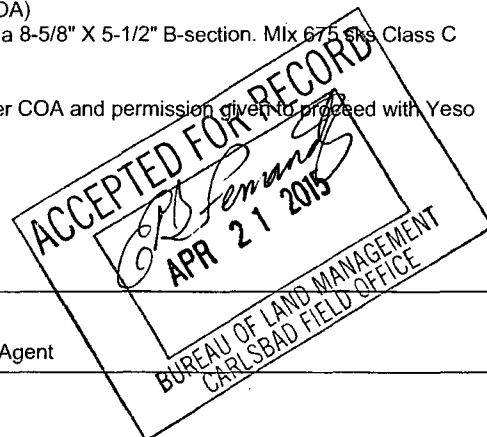 OA)
a 8-5/8" X 5-1/2" B-section. MIx 675 sks Class C
er COA and permission given to proceed with Yeso
ACCEPTED FOR RECORD
APR 21 2015
BUREAU OF LAND MANAGEMENT
CARLSBAD FIELD OFFICE
Agent